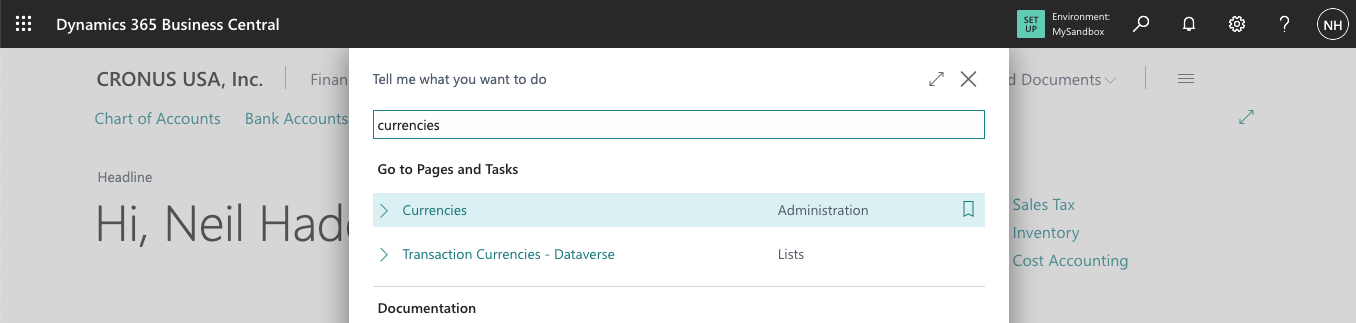 Dynamics 365 Business Central
SET UP
Environment:
MySandbox
?
NH
CRONUS USA, Inc.
Finan
d Documents
Tell me what you want to do
currencies
Chart of Accounts
Bank Accounts
Go to Pages and Tasks
Headline
Currencies
Administration
Sales Tax
Hi, Neil Had
Inventory
Transaction Currencies - Dataverse
Lists
Cost Accounting
Documentation